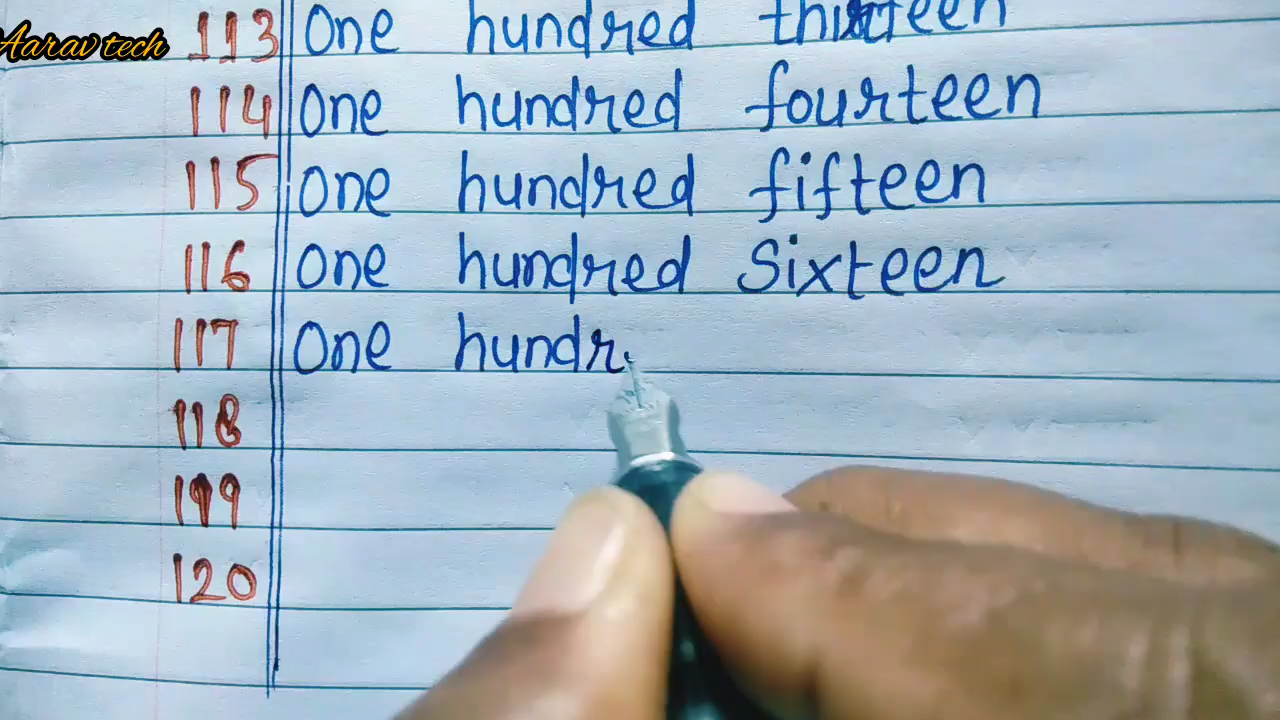 Aarav tech
113 One hundred thirteen
114 One hundred fourteen
115 One hundred fifteen
116 One hundred Sixteen
117 One hundr
118
119
120